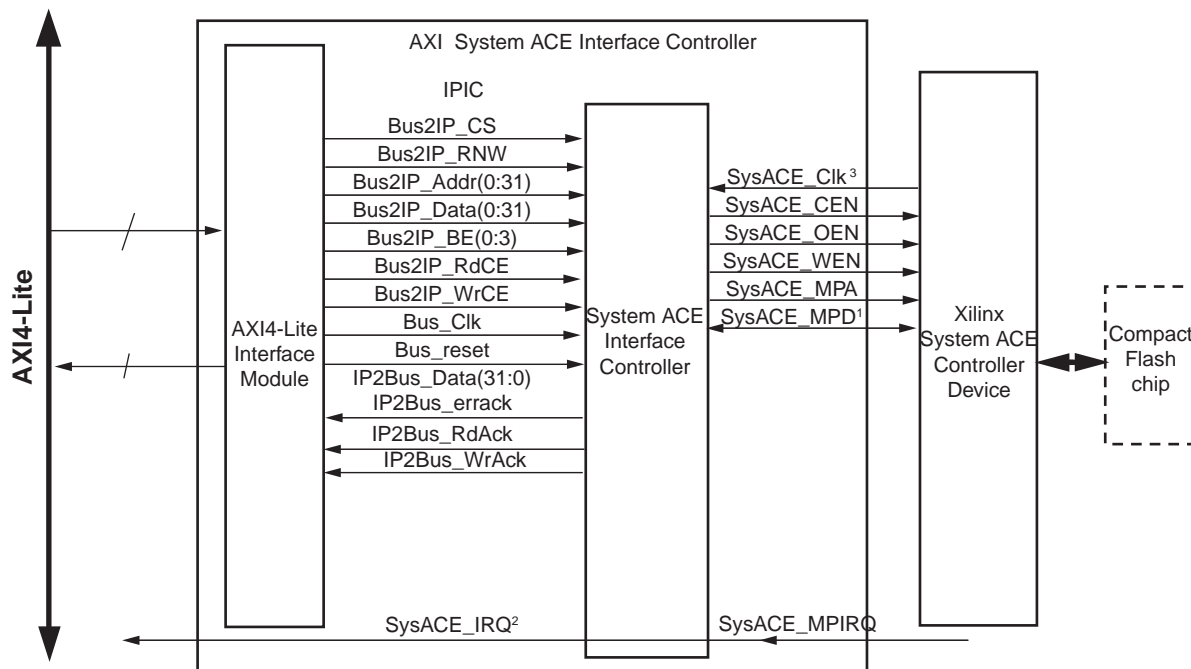 AXI System ACE Interface Controller
AXI4-Lite
AXI4-Lite
Interface
Module
IPIC
Bus2IP_CS
Bus2IP_RNW
Bus2IP_Addr(0:31)
Bus2IP_Data(0:31)
Bus2IP_BE(0:3)
Bus2IP_RdCE
Bus2IP_WrCE
Bus_Clk
Bus_reset
IP2Bus_Data(31:0)
IP2Bus_errack
IP2Bus_RdAck
IP2Bus_WrAck
System ACE
Interface
Controller
SysACE_Clk³
SysACE_CEN
SysACE_OEN
SysACE_WEN
SysACE_MPA
SysACE_MPD¹
Xilinx
System ACE
Controller
Device
Compact
Flash
chip
SysACE_IRQ²
SysACE_MPIRQ